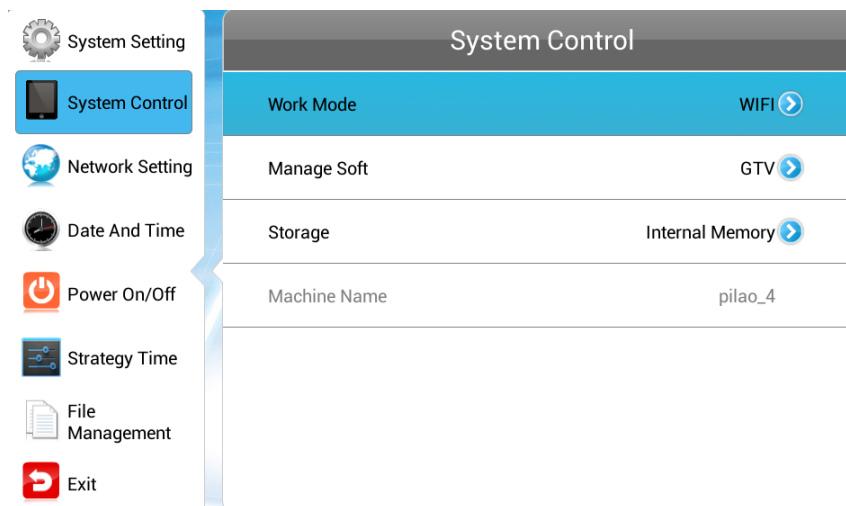 System Setting
System Control
Network Setting
Date And Time
Power On/Off
Strategy Time
File
Management
Exit
System Control
Work Mode WIFI
Manage Soft GTV
Storage Internal Memory
Machine Name pilao_4